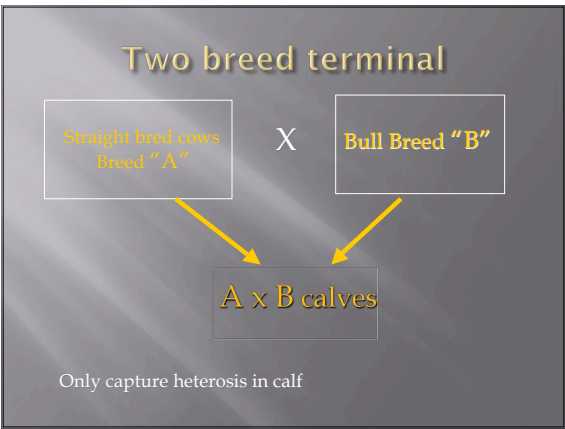 Two breed terminal
Straight bred cows
Breed “A”
X
Bull Breed “B”
A x B calves
Only capture heterosis in calf